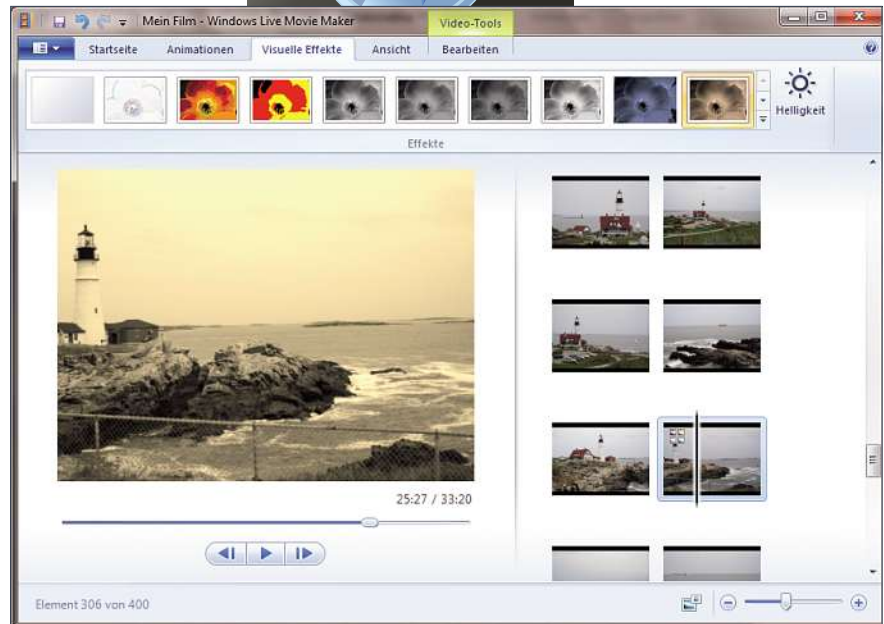 Mein Film - Windows Live Movie Maker
Video-Tools
Startseite Animationen Visuelle Effekte Ansicht Bearbeiten
Helligkeit
Effekte
25:27 / 33:20
Element 306 von 400